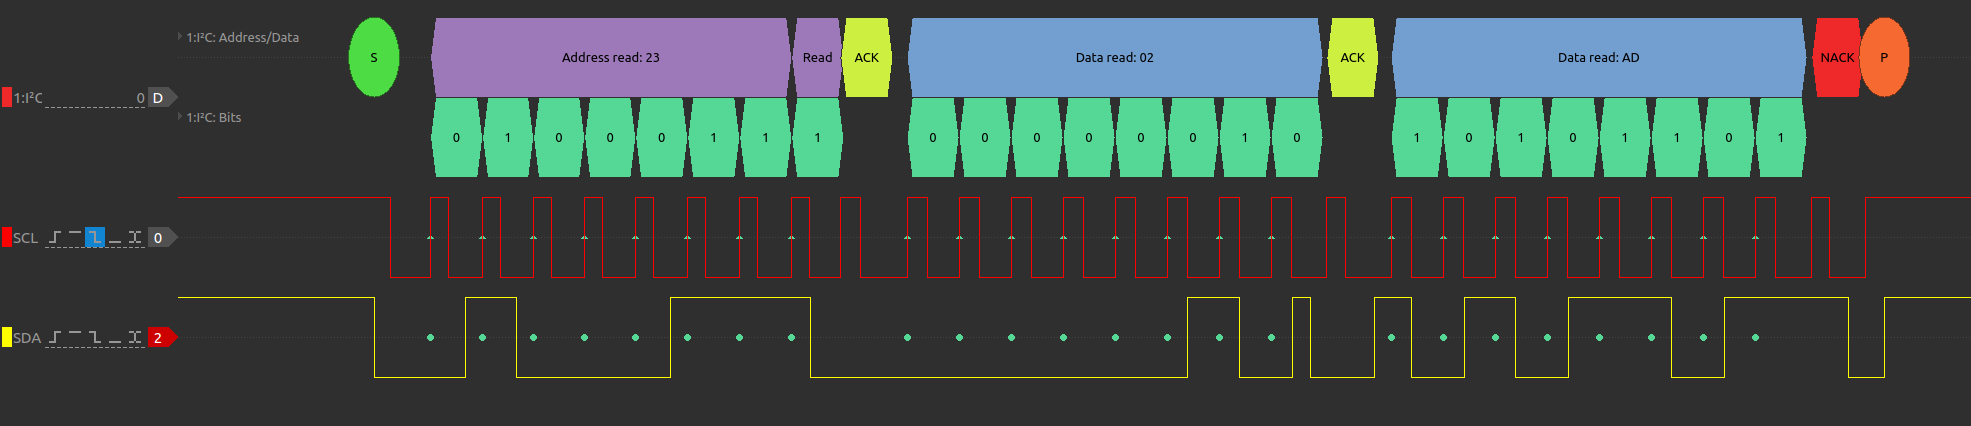 1:I²C: Address/Data
S Address read: 23 Read ACK Data read: 02 ACK Data read: AD NACK P
1:I²C 0 D
1:I²C: Bits
0 1 0 0 0 1 1 1 0 0 0 0 0 0 1 0 1 0 1 0 1 1 0 1
SCL 0
SDA 2